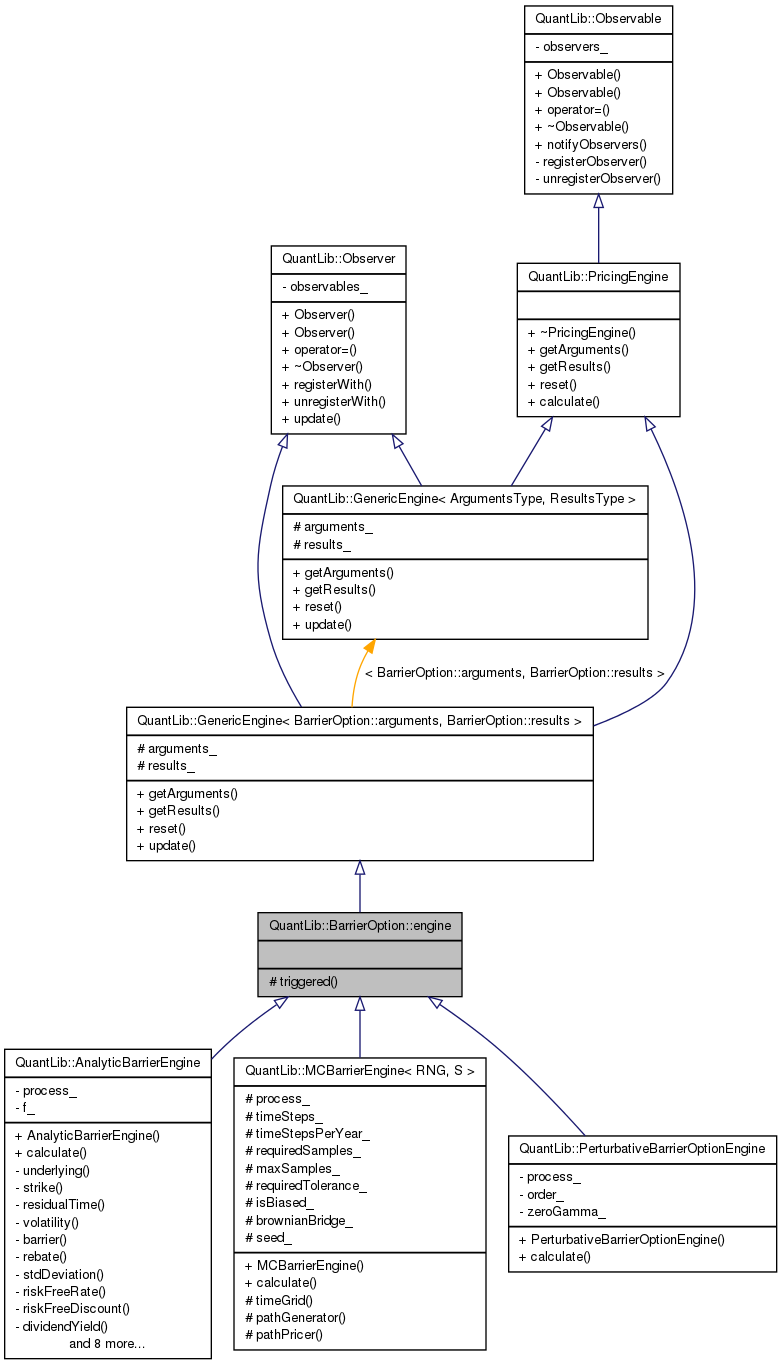 QuantLib::Observable
- observers_
+ Observable()
+ Observable()
+ operator=()
+ ~Observable()
+ notifyObservers()
- registerObserver()
- unregisterObserver()
QuantLib::Observer
- observables_
+ Observer()
+ Observer()
+ operator=()
+ ~Observer()
+ registerWith()
+ unregisterWith()
+ update()
QuantLib::PricingEngine
+ ~PricingEngine()
+ getArguments()
+ getResults()
+ reset()
+ calculate()
QuantLib::GenericEngine< ArgumentsType, ResultsType >
# arguments_
# results_
+ getArguments()
+ getResults()
+ reset()
+ update()
< BarrierOption::arguments, BarrierOption::results >
QuantLib::GenericEngine< BarrierOption::arguments, BarrierOption::results >
# arguments_
# results_
+ getArguments()
+ getResults()
+ reset()
+ update()
QuantLib::BarrierOption::engine
# triggered()
QuantLib::AnalyticBarrierEngine
- process_
- f_
+ AnalyticBarrierEngine()
+ calculate()
- underlying()
- strike()
- residualTime()
- volatility()
- barrier()
- rebate()
- stdDeviation()
- riskFreeRate()
- riskFreeDiscount()
- dividendYield()
and 8 more...
QuantLib::MCBarrierEngine< RNG, S >
# process_
# timeSteps_
# timeStepsPerYear_
# requiredSamples_
# maxSamples_
# requiredTolerance_
# isBiased_
# brownianBridge_
# seed_
+ MCBarrierEngine()
+ calculate()
# timeGrid()
# pathGenerator()
# pathPricer()
QuantLib::PerturbativeBarrierOptionEngine
- process_
- order_
- zeroGamma_
+ PerturbativeBarrierOptionEngine()
+ calculate()